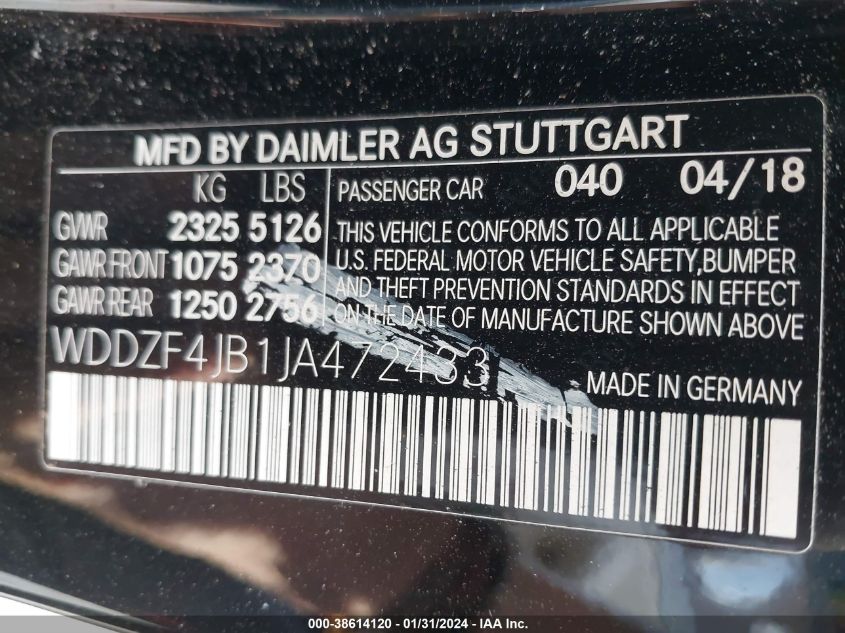 MFD BY DAIMLER AG STUTTGART
KG LBS
GVWR 2325 5126
GAWR FRONT 1075 2370
GAWR REAR 1250 2756
PASSENGER CAR 040 04/18
THIS VEHICLE CONFORMS TO ALL APPLICABLE
U.S. FEDERAL MOTOR VEHICLE SAFETY,BUMPER
AND THEFT PREVENTION STANDARDS IN EFFECT
ON THE DATE OF MANUFACTURE SHOWN ABOVE
WDDZF4JB1JA472433
MADE IN GERMANY
000-38614120 - 01/31/2024 - IAA Inc.